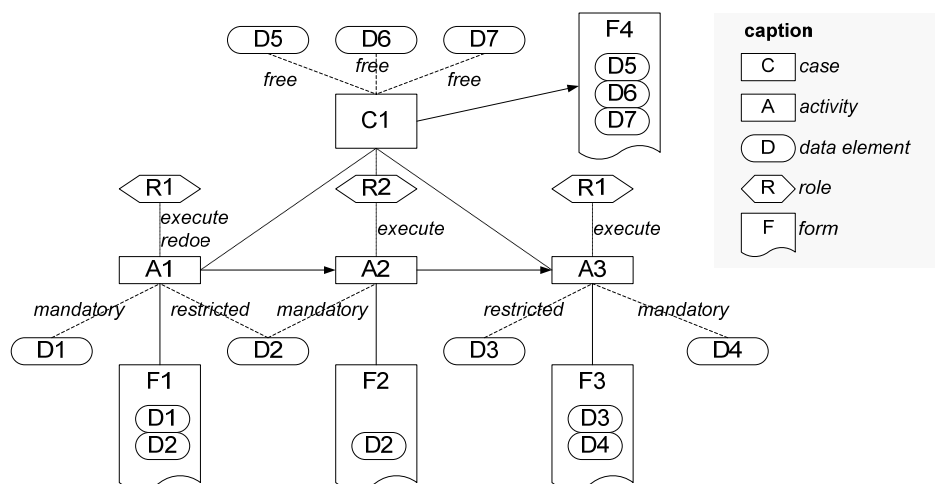 D5 D6 D7
free free free
C1
F4
D5
D6
D7
R1 R2 R1
execute
redoe
execute
execute
A1 A2 A3
mandatory restricted mandatory restricted mandatory
D1 D2 D3 D4
F1
D1
D2
F2
D2
F3
D3
D4
caption
C case
A activity
D data element
R role
F form